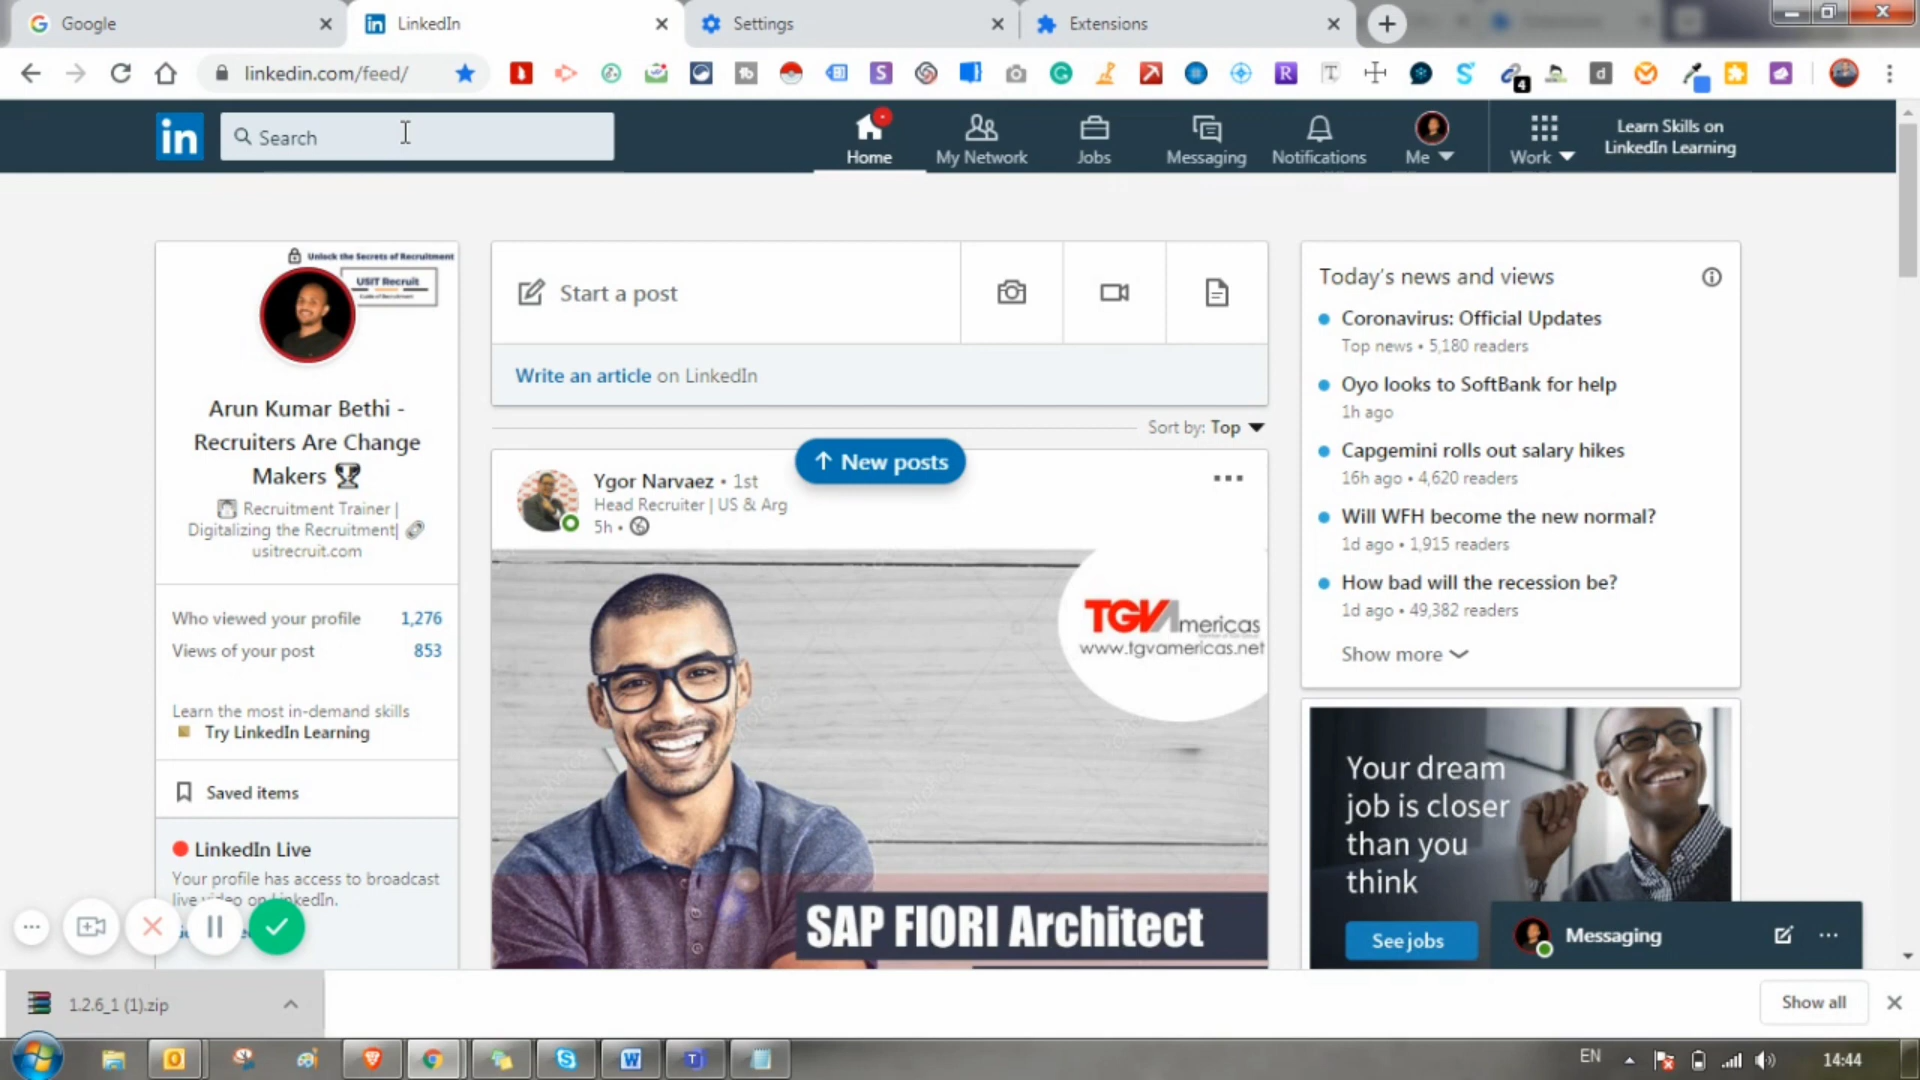 Google
LinkedIn
Settings
Extensions
linkedin.com/feed/
4
in
Search
Home
My Network
Jobs
Messaging
Notifications
Me
Work
Learn Skills on
LinkedIn Learning
Unlock the Secrets of Recruitment
USIT Recruit
Guide of Recruitment
Arun Kumar Bethi -
Recruiters Are Change
Makers
Recruitment Trainer |
Digitalizing the Recruitment|
usitrecruit.com
Who viewed your profile 1,276
Views of your post 853
Learn the most in-demand skills
Try LinkedIn Learning
Saved items
LinkedIn Live
Your profile has access to broadcast
live video on LinkedIn.
Start a post
Write an article on LinkedIn
Sort by: Top
New posts
Ygor Narvaez • 1st
Head Recruiter | US & Arg
5h •
TGVAmericas
www.tgvamericas.net
SAP FIORI Architect
Today's news and views
Coronavirus: Official Updates
Top news • 5,180 readers
Oyo looks to SoftBank for help
1h ago
Capgemini rolls out salary hikes
16h ago • 4,620 readers
Will WFH become the new normal?
1d ago • 1,915 readers
How bad will the recession be?
1d ago • 49,382 readers
Show more
Your dream
job is closer
than you
think
See jobs
Messaging
1.2.6_1 (1).zip
Show all
EN
14:44